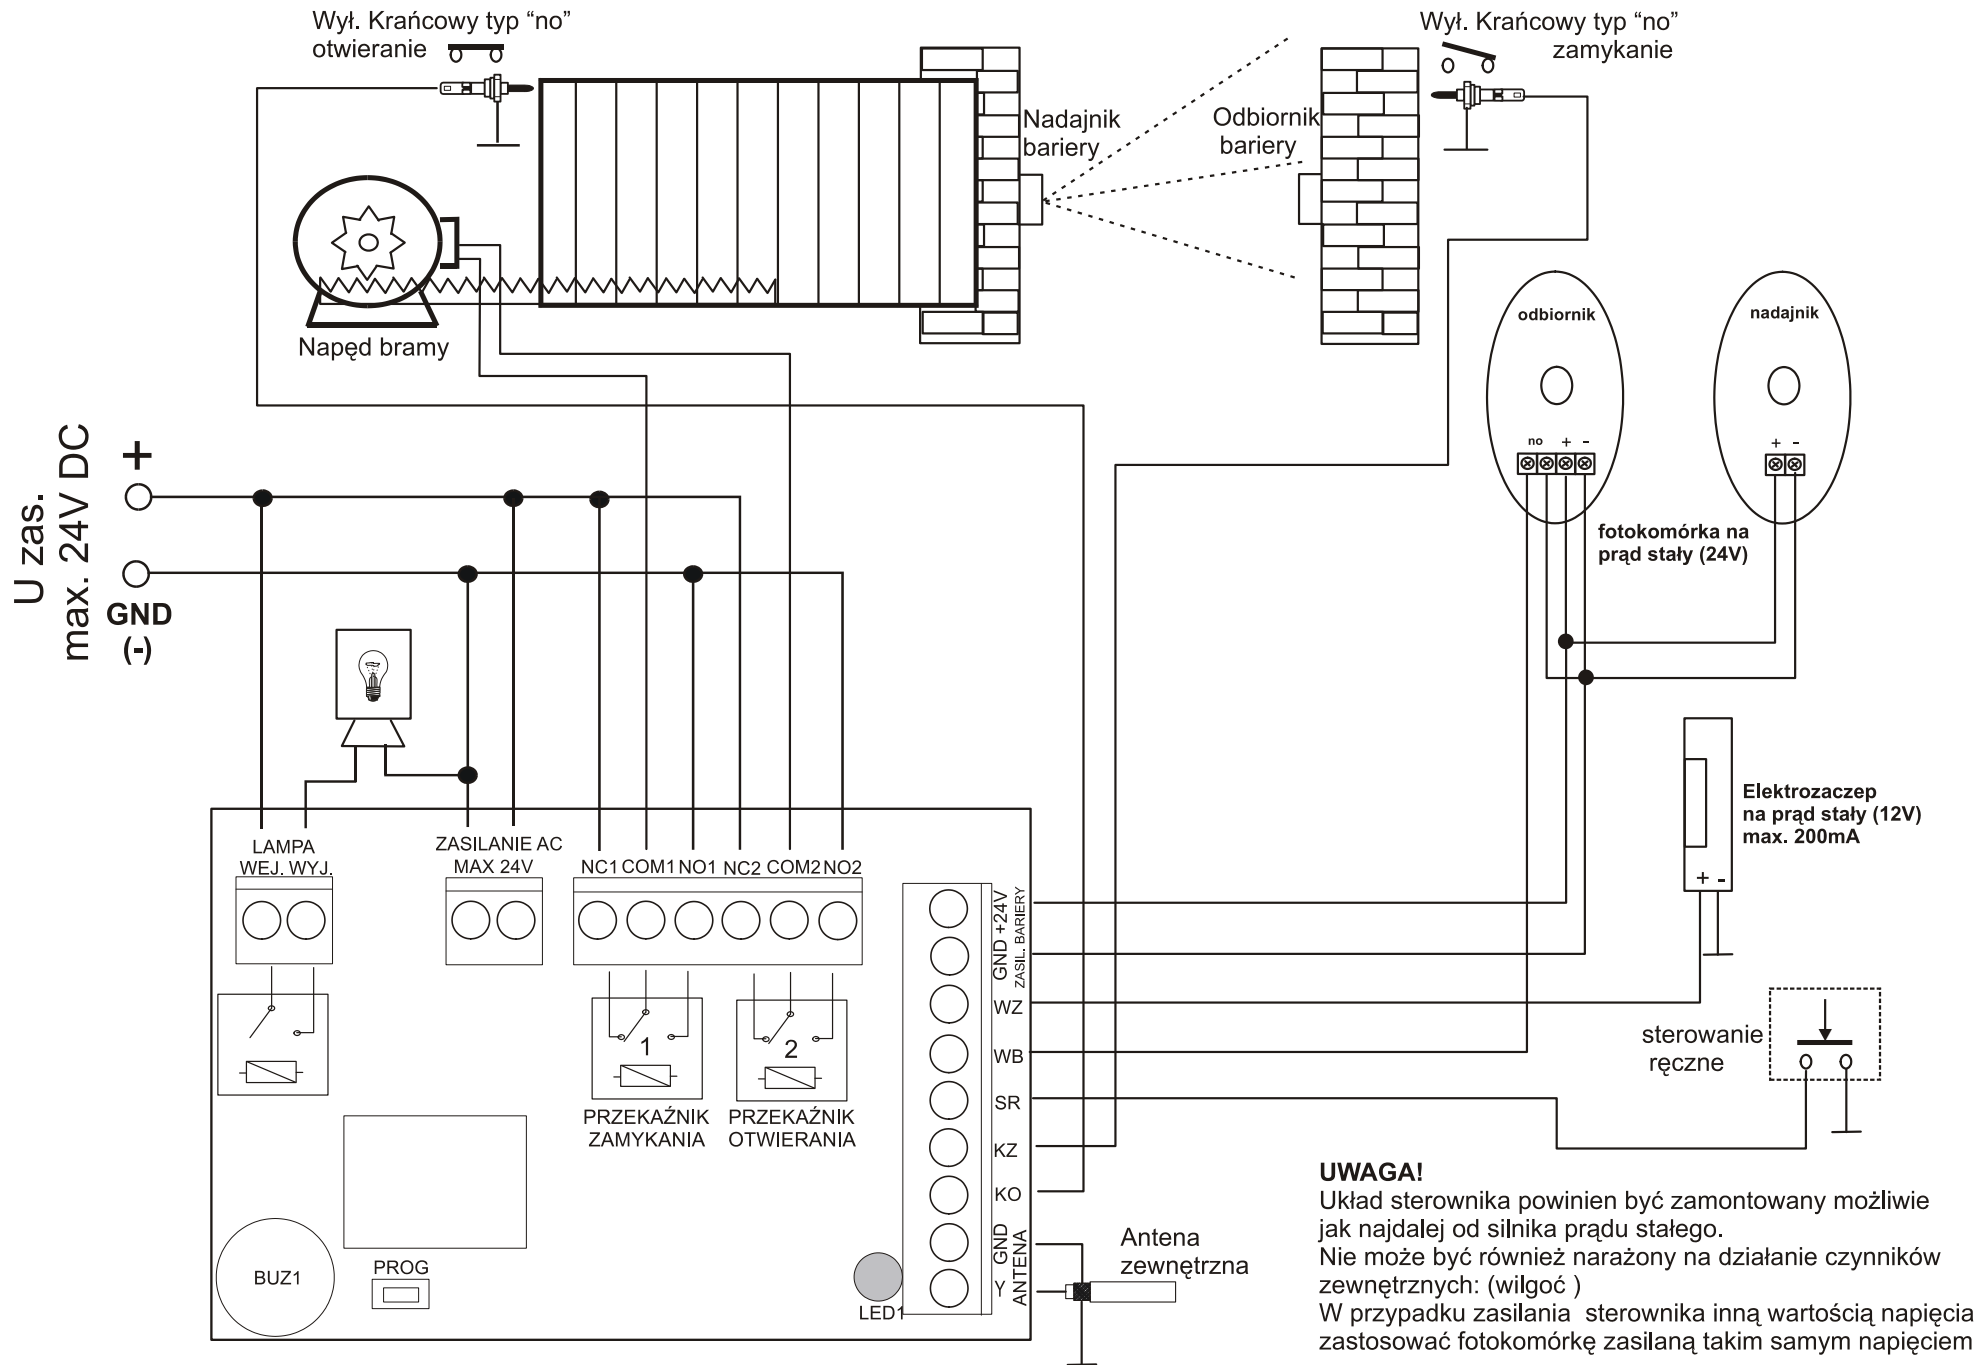 Wył. Krańcowy typ “no”
otwieranie
Wył. Krańcowy typ “no”
zamykanie
Nadajnik
bariery
Odbiornik
bariery
Napęd bramy
odbiornik
nadajnik
no + -
+ -
fotokomórka na
prąd stały (24V)
U zas.
max. 24V DC
+
GND
(-)
Elektrozaczep
na prąd stały (12V)
max. 200mA
+ -
LAMPA
WEJ. WYJ.
ZASILANIE AC
MAX 24V
NC1 COM1 NO1 NC2 COM2 NO2
GND +24V
ZASIL. BARIERY
WZ
WB
SR
KZ
KO
GND
Y
ANTENA
1
2
PRZEKAŹNIK
ZAMYKANIA
PRZEKAŹNIK
OTWIERANIA
sterowanie
ręczne
BUZ1
PROG
LED1
Antena
zewnętrzna
UWAGA!
Układ sterownika powinien być zamontowany możliwie
jak najdalej od silnika prądu stałego.
Nie może być również narażony na działanie czynników
zewnętrznych: (wilgoć )
W przypadku zasilania sterownika inną wartością napięcia
zastosować fotokomórkę zasilaną takim samym napięciem